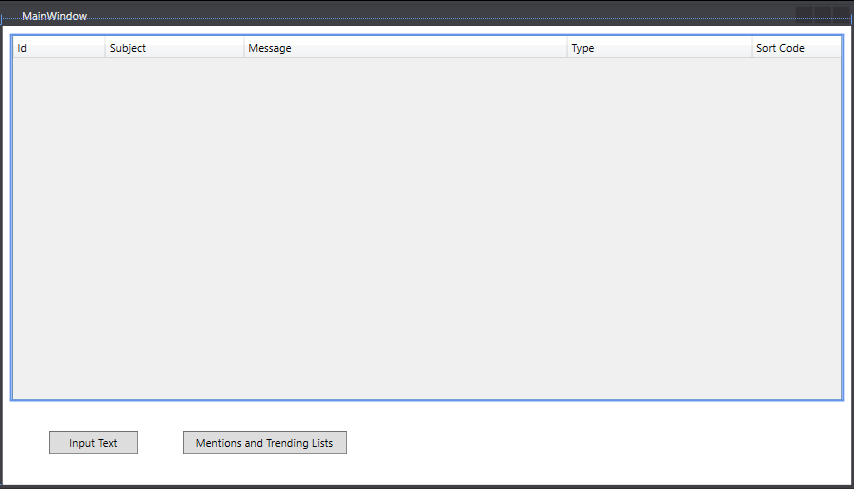 MainWindow
Id Subject Message Type Sort Code
Input Text Mentions and Trending Lists